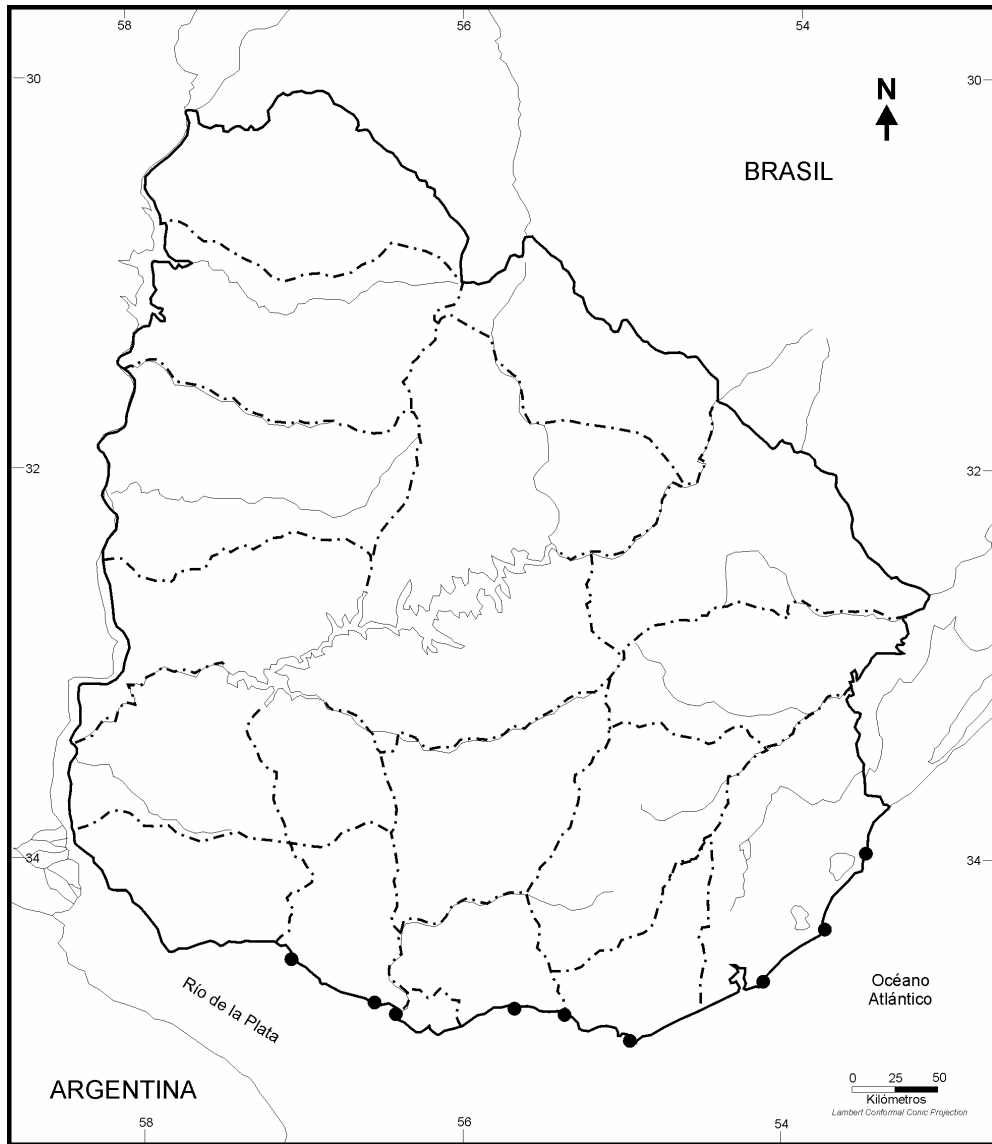 58 56 54
30 30
N
BRASIL
32 32
34 34
Río de la Plata
Océano
Atlántico
ARGENTINA
0 25 50
Kilómetros
Lambert Conformal Conic Projection
58 56 54